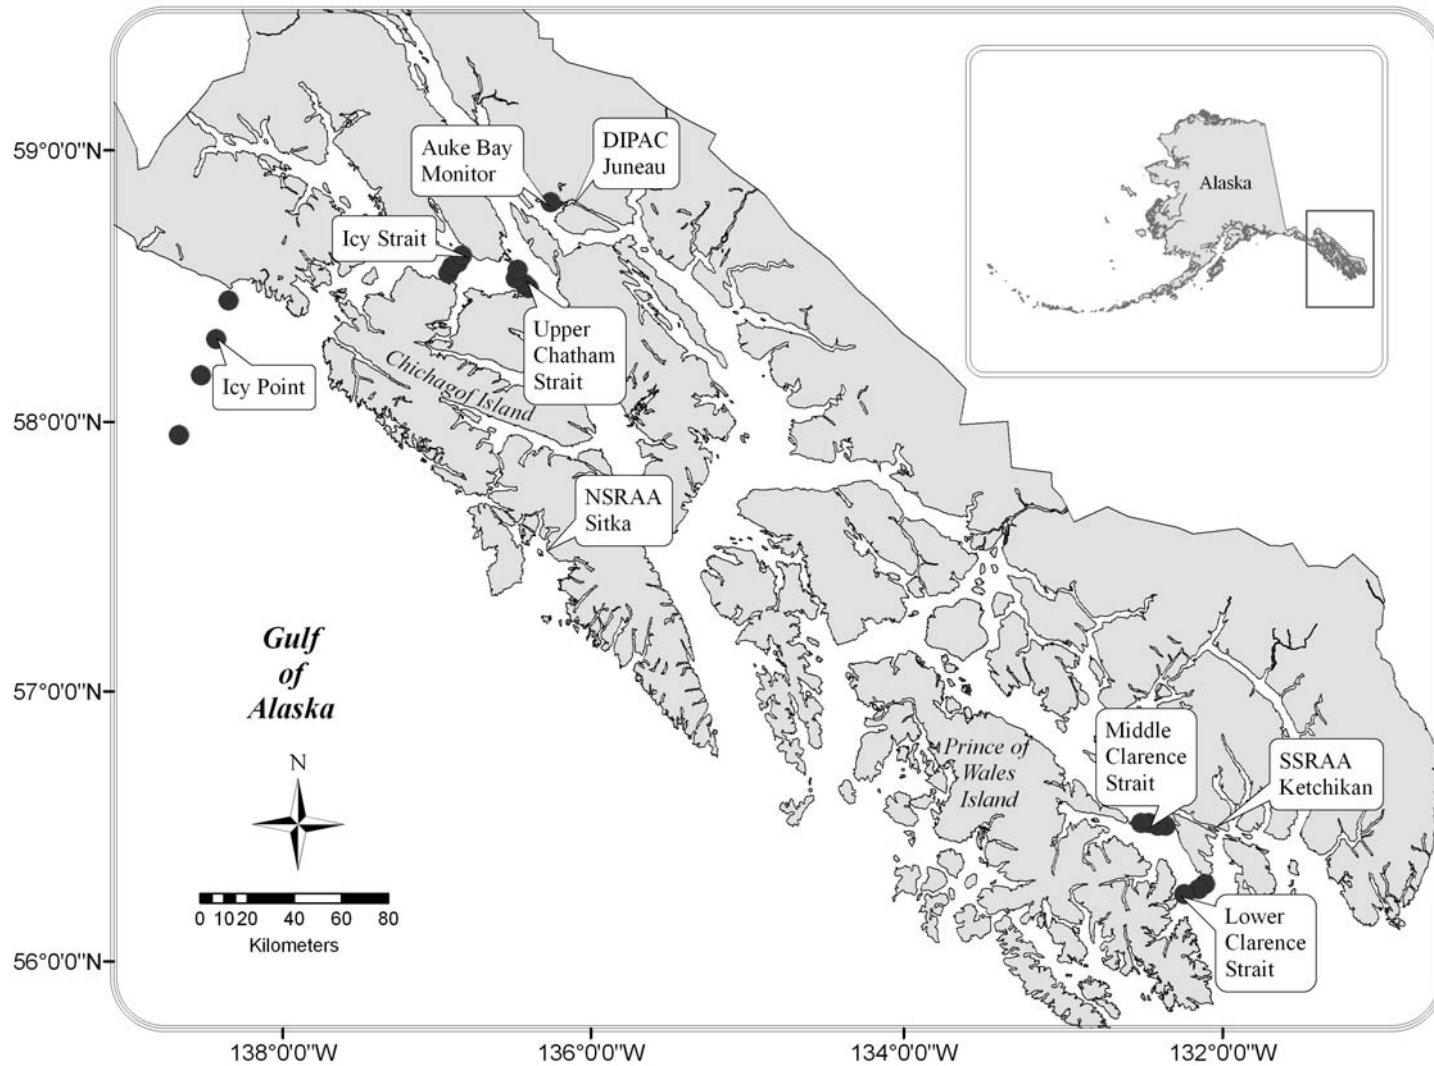 59°0'0"N
58°0'0"N
57°0'0"N
56°0'0"N
Auke Bay
Monitor
DIPAC
Juneau
Icy Strait
Icy Point
Upper
Chatham
Strait
Chichagof Island
NSRAA
Sitka
Alaska
Gulf
of
Alaska
N
0 10 20 40 60 80
Kilometers
Prince of
Wales
Island
Middle
Clarence
Strait
SSRAA
Ketchikan
Lower
Clarence
Strait
138°0'0"W
136°0'0"W
134°0'0"W
132°0'0"W